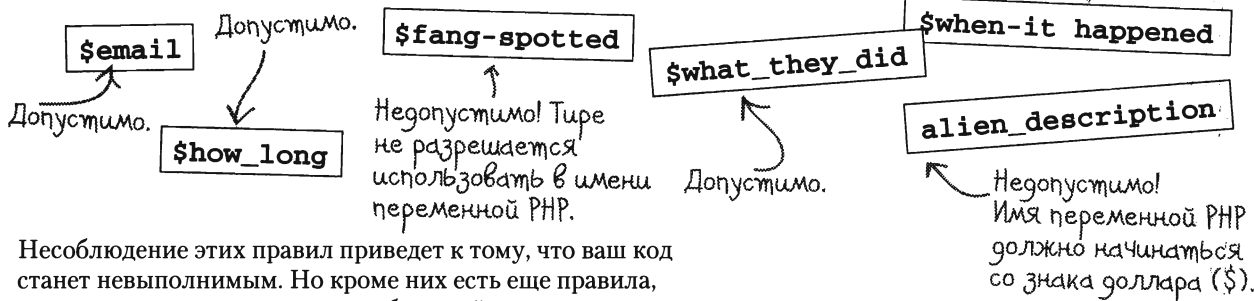 Допустимо.
$email
Допустимо.
$how_long
$fang-spotted
Недопустимо! Тире
не разрешается
использовать в имени
переменной PHP.
$what_they_did
Допустимо.
$when-it happened
alien_description
Недопустимо!
Имя переменной PHP
должно начинаться
со знака доллара ($).
Несоблюдение этих правил приведет к тому, что ваш код
станет невыполнимым. Но кроме них есть еще правила,